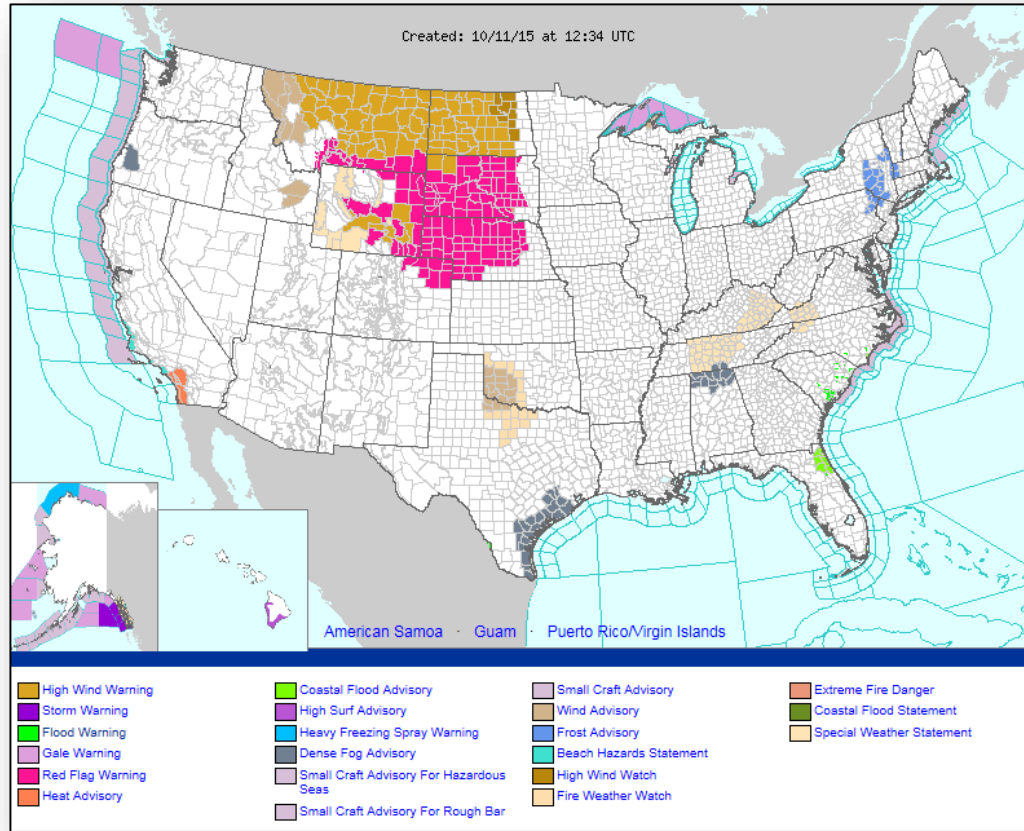 Created: 10/11/15 at 12:34 UTC
American Samoa · Guam · Puerto Rico/Virgin Islands
High Wind Warning
Storm Warning
Flood Warning
Gale Warning
Red Flag Warning
Heat Advisory
Coastal Flood Advisory
High Surf Advisory
Heavy Freezing Spray Warning
Dense Fog Advisory
Small Craft Advisory For Hazardous
Seas
Small Craft Advisory For Rough Bar
Small Craft Advisory
Wind Advisory
Frost Advisory
Beach Hazards Statement
High Wind Watch
Fire Weather Watch
Extreme Fire Danger
Coastal Flood Statement
Special Weather Statement